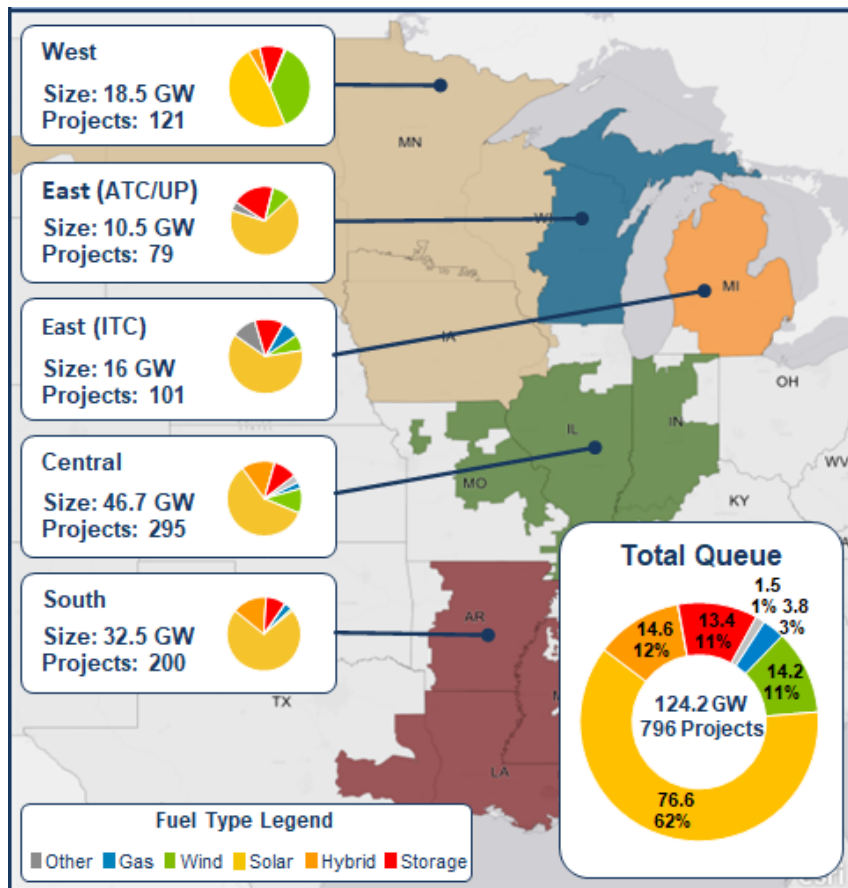 West
Size: 18.5 GW
Projects: 121
East (ATC/UP)
Size: 10.5 GW
Projects: 79
East (ITC)
Size: 16 GW
Projects: 101
Central
Size: 46.7 GW
Projects: 295
South
Size: 32.5 GW
Projects: 200
MN
WI
MI
IA
OH
IL
IN
MO
WV
KY
AR
TX
LA
Total Queue
1.5
1%
3.8
3%
14.6
12%
13.4
11%
14.2
11%
124.2 GW
796 Projects
76.6
62%
Fuel Type Legend
Other Gas Wind Solar Hybrid Storage